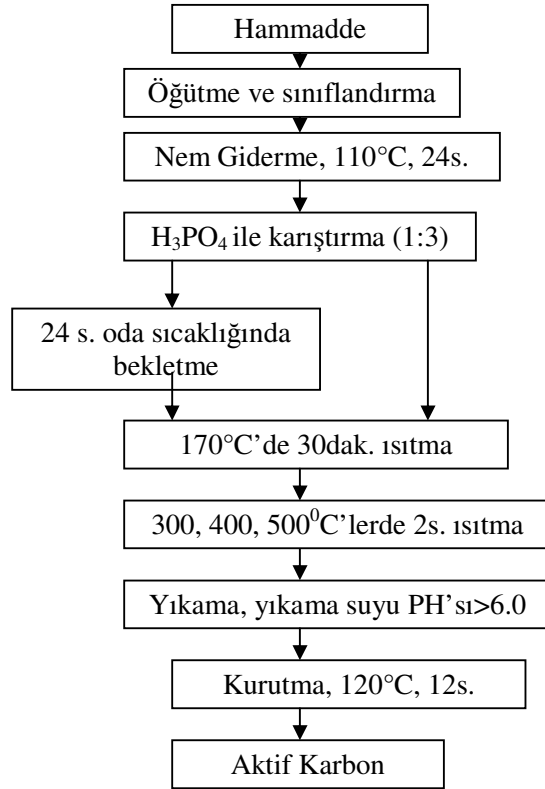 Hammadde
Öğütme ve sınıflandırma
Nem Giderme, 110°C, 24s.
H₃PO₄ ile karıştırma (1:3)
24 s. oda sıcaklığında
bekletme
170°C’de 30dak. ısıtma
300, 400, 500⁰C’lerde 2s. ısıtma
Yıkama, yıkama suyu PH’sı>6.0
Kurutma, 120°C, 12s.
Aktif Karbon